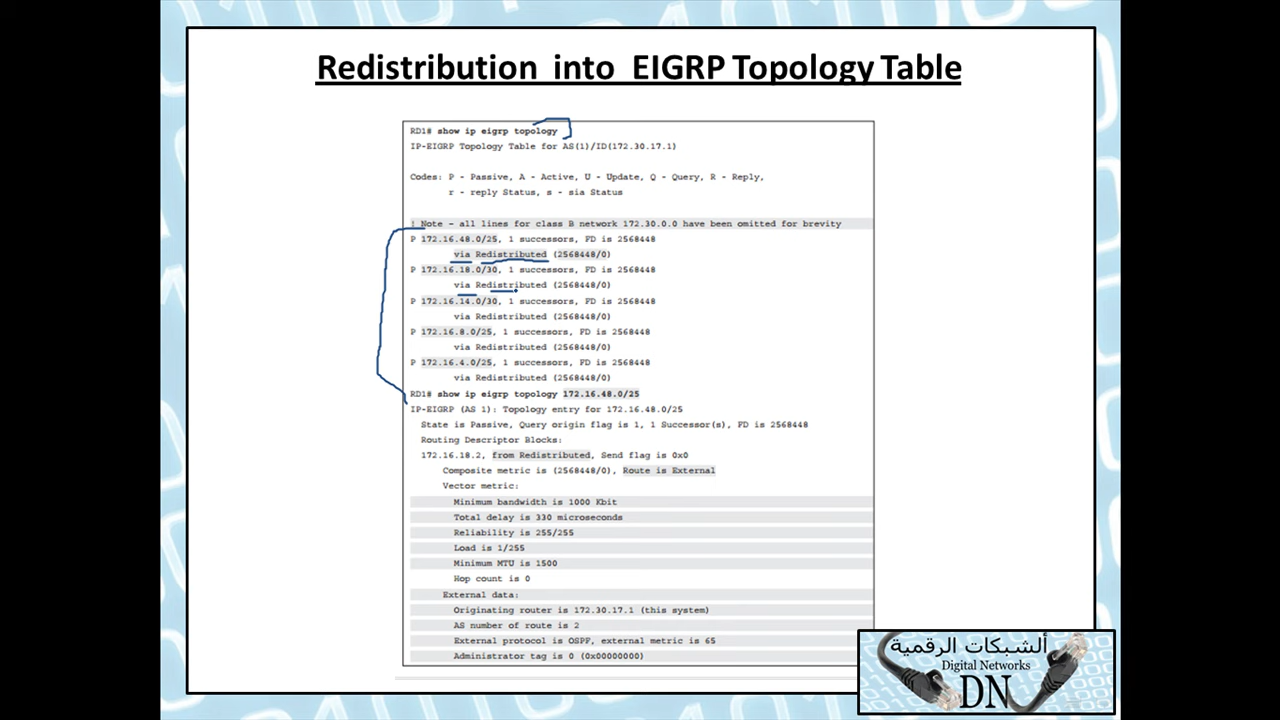 Redistribution into EIGRP Topology Table
RD1# show ip eigrp topology
IP-EIGRP Topology Table for AS(1)/ID(172.30.17.1)
Codes: P - Passive, A - Active, U - Update, Q - Query, R - Reply,
r - reply Status, s - sia Status
! Note - all lines for class B network 172.30.0.0 have been omitted for brevity
P 172.16.48.0/25, 1 successors, FD is 2568448
via Redistributed (2568448/0)
P 172.16.18.0/30, 1 successors, FD is 2568448
via Redistributed (2568448/0)
P 172.16.14.0/30, 1 successors, FD is 2568448
via Redistributed (2568448/0)
P 172.16.8.0/25, 1 successors, FD is 2568448
via Redistributed (2568448/0)
P 172.16.4.0/25, 1 successors, FD is 2568448
via Redistributed (2568448/0)
RD1# show ip eigrp topology 172.16.48.0/25
IP-EIGRP (AS 1): Topology entry for 172.16.48.0/25
State is Passive, Query origin flag is 1, 1 Successor(s), FD is 2568448
Routing Descriptor Blocks:
172.16.18.2, from Redistributed, Send flag is 0x0
Composite metric is (2568448/0), Route is External
Vector metric:
Minimum bandwidth is 1000 Kbit
Total delay is 330 microseconds
Reliability is 255/255
Load is 1/255
Minimum MTU is 1500
Hop count is 0
External data:
Originating router is 172.30.17.1 (this system)
AS number of route is 2
External protocol is OSPF, external metric is 65
Administrator tag is 0 (0x00000000)
ألشبكات الرقمية
Digital Networks
DN